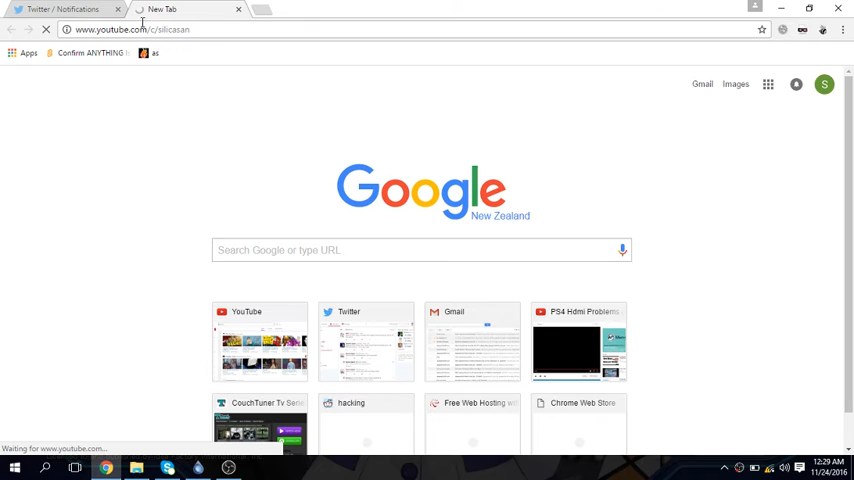 Twitter / Notifications
New Tab
www.youtube.com/c/silicasan
Apps
Confirm ANYTHING I
as
Gmail
Images
S
Google
New Zealand
Search Google or type URL
YouTube
Twitter
Gmail
PS4 Hdmi Problems
CouchTuner Tv Serie
hacking
Free Web Hosting wit
Chrome Web Store
Waiting for www.youtube.com...
12:29 AM
11/24/2016